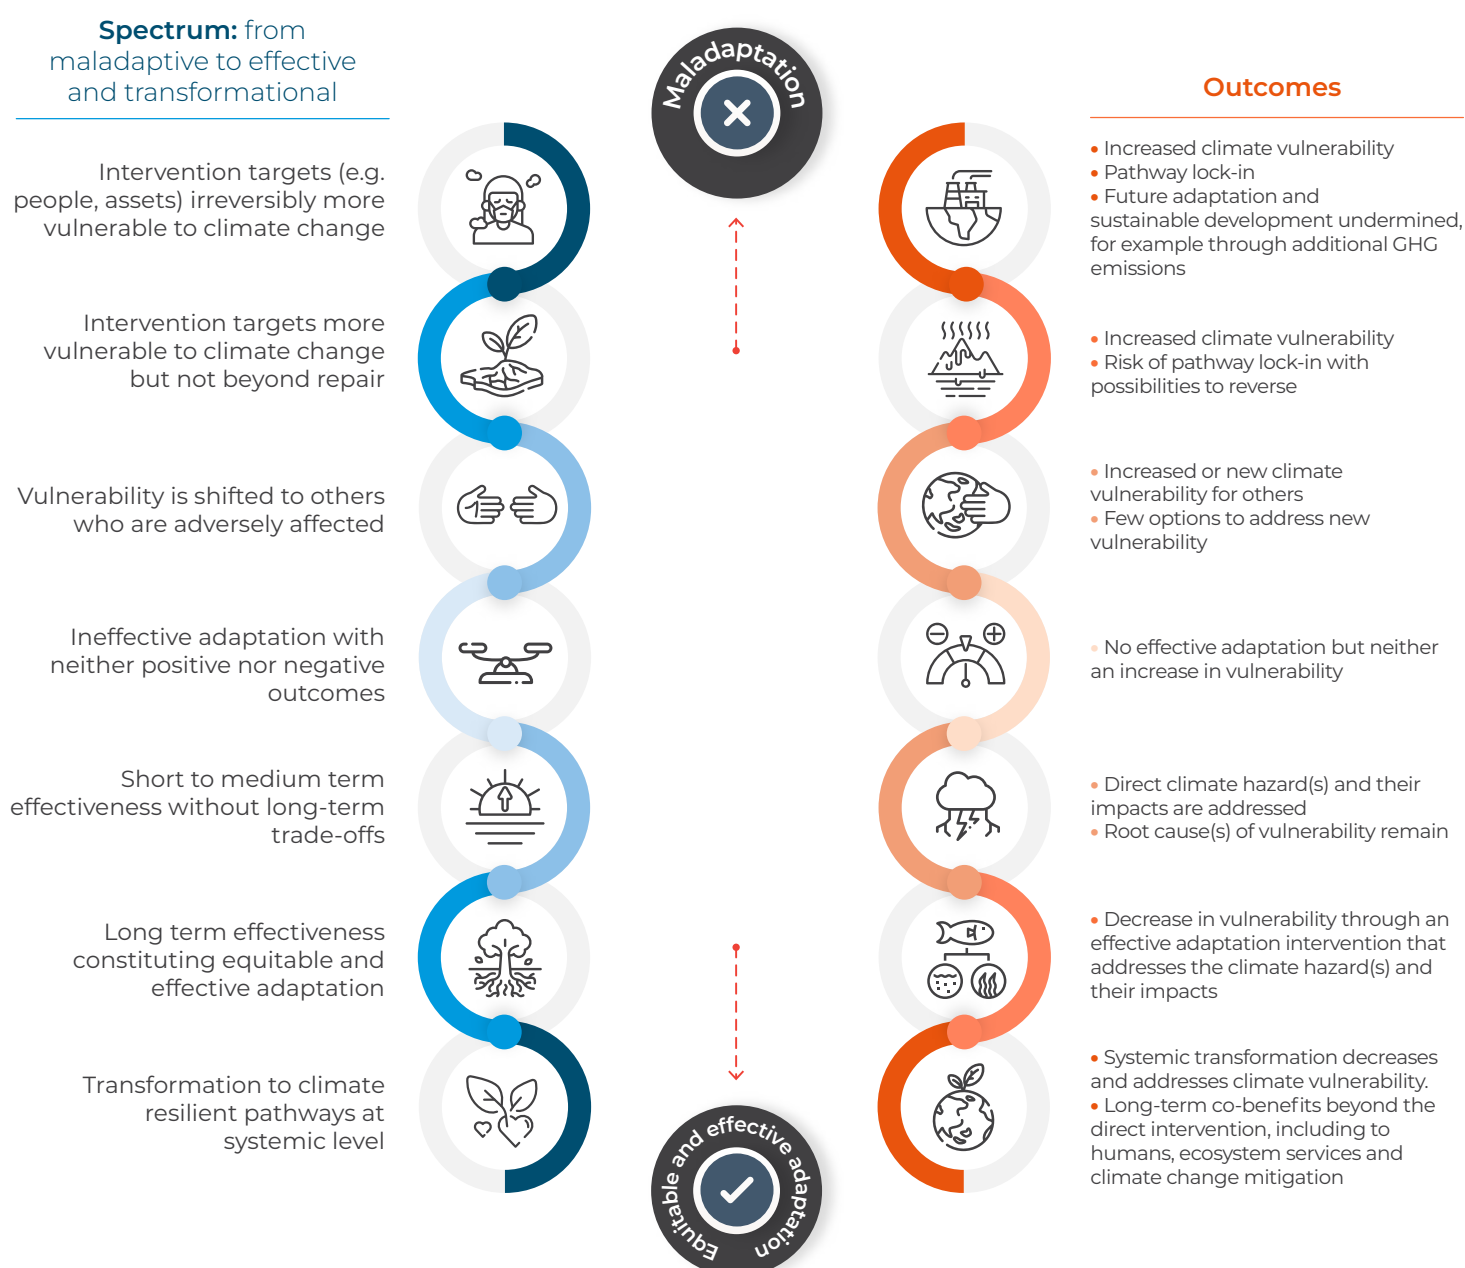 Spectrum: from
maladaptive to effective
and transformational
Maladaptation
Outcomes
Intervention targets (e.g.
people, assets) irreversibly more
vulnerable to climate change
• Increased climate vulnerability
• Pathway lock-in
• Future adaptation and
sustainable development undermined,
for example through additional GHG
emissions
Intervention targets more
vulnerable to climate change
but not beyond repair
• Increased climate vulnerability
• Risk of pathway lock-in with
possibilities to reverse
Vulnerability is shifted to others
who are adversely affected
• Increased or new climate
vulnerability for others
• Few options to address new
vulnerability
Ineffective adaptation with
neither positive nor negative
outcomes
• No effective adaptation but neither
an increase in vulnerability
Short to medium term
effectiveness without long-term
trade-offs
• Direct climate hazard(s) and their
impacts are addressed
• Root cause(s) of vulnerability remain
Long term effectiveness
constituting equitable and
effective adaptation
• Decrease in vulnerability through an
effective adaptation intervention that
addresses the climate hazard(s) and
their impacts
Transformation to climate
resilient pathways at
systemic level
• Systemic transformation decreases
and addresses climate vulnerability.
• Long-term co-benefits beyond the
direct intervention, including to
humans, ecosystem services and
climate change mitigation
Equitable and effective adaptation